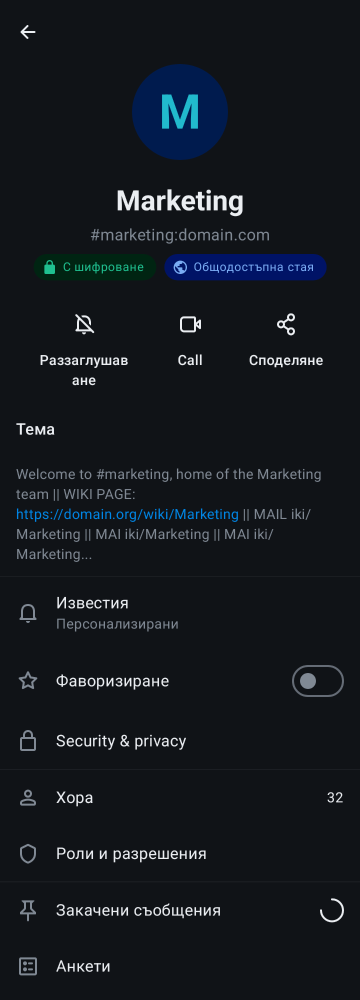 M
Marketing
#marketing:domain.com
С шифроване
Общодостъпна стая
Раззаглушав
ане
Call
Споделяне
Тема
Welcome to #marketing, home of the Marketing
team || WIKI PAGE:
https://domain.org/wiki/Marketing || MAIL iki/
Marketing || MAI iki/Marketing || MAI iki/
Marketing...
Известия
Персонализирани
Фаворизиране
Security & privacy
Хора 32
Роли и разрешения
Закачени съобщения
Анкети